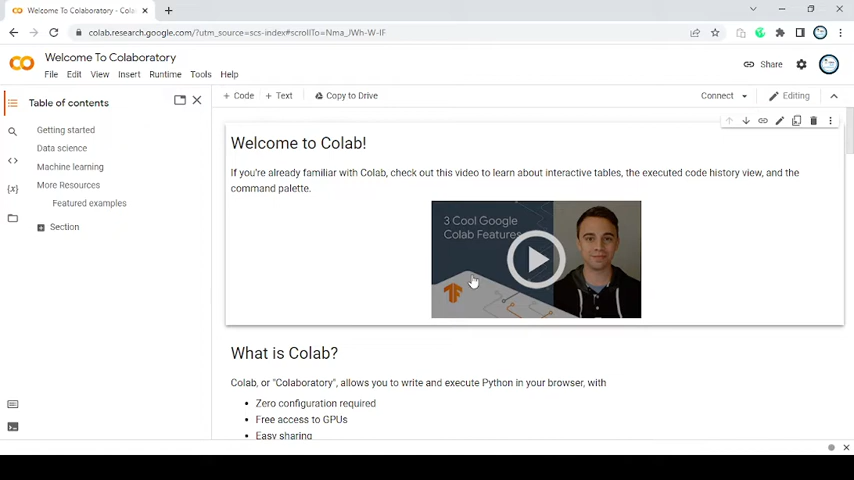 Welcome To Colaboratory - Colab
colab.research.google.com/?utm_source=scs-index#scrollTo=Nma_JWh-W-IF
Welcome To Colaboratory
File Edit View Insert Runtime Tools Help
Share
Table of contents
+ Code + Text Copy to Drive
Connect Editing
Getting started
Data science
Machine learning
More Resources
Featured examples
Section
Welcome to Colab!
If you're already familiar with Colab, check out this video to learn about interactive tables, the executed code history view, and the
command palette.
3 Cool Google
Colab Features
What is Colab?
Colab, or "Colaboratory", allows you to write and execute Python in your browser, with
• Zero configuration required
• Free access to GPUs
• Easy sharing